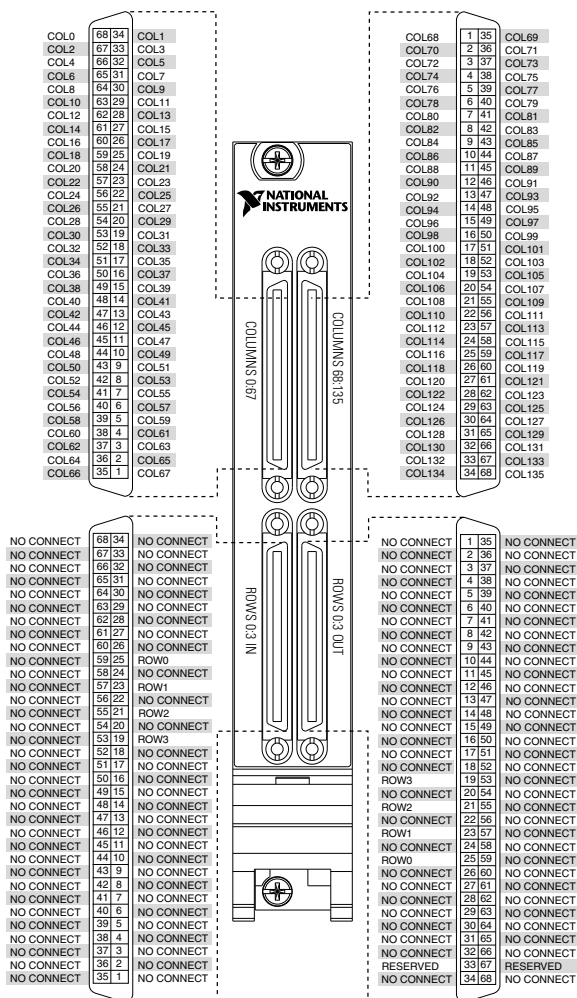 COL0 68 34 COL1
COL2 67 33 COL3
COL4 66 32 COL5
COL6 65 31 COL7
COL8 64 30 COL9
COL10 63 29 COL11
COL12 62 28 COL13
COL14 61 27 COL15
COL16 60 26 COL17
COL18 59 25 COL19
COL20 58 24 COL21
COL22 57 23 COL23
COL24 56 22 COL25
COL26 55 21 COL27
COL28 54 20 COL29
COL30 53 19 COL31
COL32 52 18 COL33
COL34 51 17 COL35
COL36 50 16 COL37
COL38 49 15 COL39
COL40 48 14 COL41
COL42 47 13 COL43
COL44 46 12 COL45
COL46 45 11 COL47
COL48 44 10 COL49
COL50 43 9 COL51
COL52 42 8 COL53
COL54 41 7 COL55
COL56 40 6 COL57
COL58 39 5 COL59
COL60 38 4 COL61
COL62 37 3 COL63
COL64 36 2 COL65
COL66 35 1 COL67
NATIONAL
INSTRUMENTS
COLUMNS 0:67
COLUMNS 68:135
ROWS 0:3 IN
ROWS 0:3 OUT
COL68 1 35 COL69
COL70 2 36 COL71
COL72 3 37 COL73
COL74 4 38 COL75
COL76 5 39 COL77
COL78 6 40 COL79
COL80 7 41 COL81
COL82 8 42 COL83
COL84 9 43 COL85
COL86 10 44 COL87
COL88 11 45 COL89
COL90 12 46 COL91
COL92 13 47 COL93
COL94 14 48 COL95
COL96 15 49 COL97
COL98 16 50 COL99
COL100 17 51 COL101
COL102 18 52 COL103
COL104 19 53 COL105
COL106 20 54 COL107
COL108 21 55 COL109
COL110 22 56 COL111
COL112 23 57 COL113
COL114 24 58 COL115
COL116 25 59 COL117
COL118 26 60 COL119
COL120 27 61 COL121
COL122 28 62 COL123
COL124 29 63 COL125
COL126 30 64 COL127
COL128 31 65 COL129
COL130 32 66 COL131
COL132 33 67 COL133
COL134 34 68 COL135
NO CONNECT 68 34 NO CONNECT
NO CONNECT 67 33 NO CONNECT
NO CONNECT 66 32 NO CONNECT
NO CONNECT 65 31 NO CONNECT
NO CONNECT 64 30 NO CONNECT
NO CONNECT 63 29 NO CONNECT
NO CONNECT 62 28 NO CONNECT
NO CONNECT 61 27 NO CONNECT
NO CONNECT 60 26 NO CONNECT
NO CONNECT 59 25 ROW0
NO CONNECT 58 24 NO CONNECT
NO CONNECT 57 23 ROW1
NO CONNECT 56 22 NO CONNECT
NO CONNECT 55 21 ROW2
NO CONNECT 54 20 NO CONNECT
NO CONNECT 53 19 ROW3
NO CONNECT 52 18 NO CONNECT
NO CONNECT 51 17 NO CONNECT
NO CONNECT 50 16 NO CONNECT
NO CONNECT 49 15 NO CONNECT
NO CONNECT 48 14 NO CONNECT
NO CONNECT 47 13 NO CONNECT
NO CONNECT 46 12 NO CONNECT
NO CONNECT 45 11 NO CONNECT
NO CONNECT 44 10 NO CONNECT
NO CONNECT 43 9 NO CONNECT
NO CONNECT 42 8 NO CONNECT
NO CONNECT 41 7 NO CONNECT
NO CONNECT 40 6 NO CONNECT
NO CONNECT 39 5 NO CONNECT
NO CONNECT 38 4 NO CONNECT
NO CONNECT 37 3 NO CONNECT
NO CONNECT 36 2 NO CONNECT
NO CONNECT 35 1 NO CONNECT
NO CONNECT 1 35 NO CONNECT
NO CONNECT 2 36 NO CONNECT
NO CONNECT 3 37 NO CONNECT
NO CONNECT 4 38 NO CONNECT
NO CONNECT 5 39 NO CONNECT
NO CONNECT 6 40 NO CONNECT
NO CONNECT 7 41 NO CONNECT
NO CONNECT 8 42 NO CONNECT
NO CONNECT 9 43 NO CONNECT
NO CONNECT 10 44 NO CONNECT
NO CONNECT 11 45 NO CONNECT
NO CONNECT 12 46 NO CONNECT
NO CONNECT 13 47 NO CONNECT
NO CONNECT 14 48 NO CONNECT
NO CONNECT 15 49 NO CONNECT
NO CONNECT 16 50 NO CONNECT
NO CONNECT 17 51 NO CONNECT
NO CONNECT 18 52 NO CONNECT
ROW3 19 53 NO CONNECT
NO CONNECT 20 54 NO CONNECT
ROW2 21 55 NO CONNECT
NO CONNECT 22 56 NO CONNECT
ROW1 23 57 NO CONNECT
NO CONNECT 24 58 NO CONNECT
ROW0 25 59 NO CONNECT
NO CONNECT 26 60 NO CONNECT
NO CONNECT 27 61 NO CONNECT
NO CONNECT 28 62 NO CONNECT
NO CONNECT 29 63 NO CONNECT
NO CONNECT 30 64 NO CONNECT
NO CONNECT 31 65 NO CONNECT
NO CONNECT 32 66 NO CONNECT
RESERVED 33 67 RESERVED
NO CONNECT 34 68 NO CONNECT